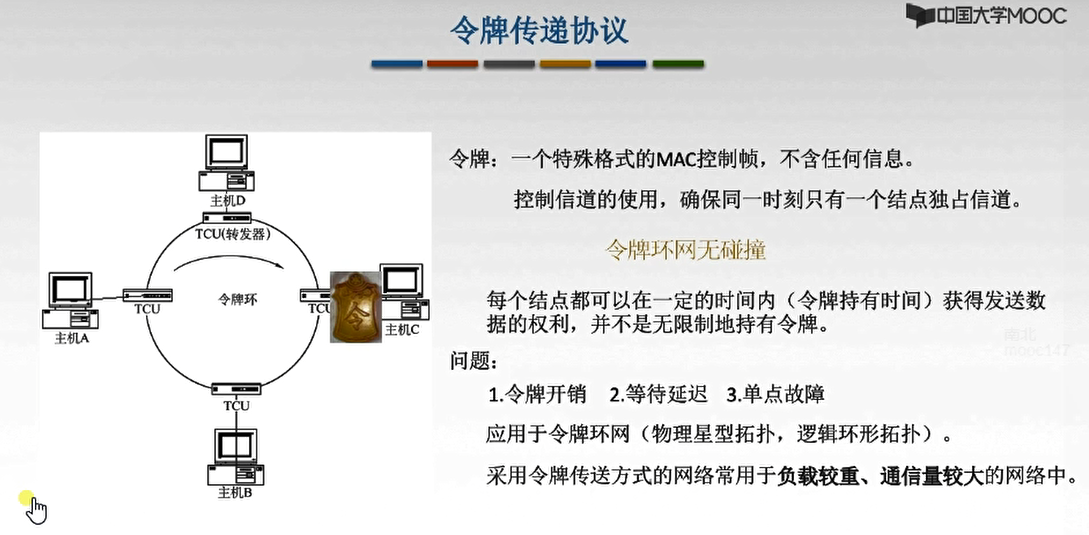 中国大学MOOC
令牌传递协议
主机D
TCU(转发器)
令牌环
TCU
主机A
TCU
令
主机C
TCU
主机B
令牌：一个特殊格式的MAC控制帧，不含任何信息。
控制信道的使用，确保同一时刻只有一个结点独占信道。
令牌环网无碰撞
每个结点都可以在一定的时间内（令牌持有时间）获得发送数
据的权利，并不是无限制地持有令牌。
南北
mooc147
问题：
1.令牌开销 2.等待延迟 3.单点故障
应用于令牌环网（物理星型拓扑，逻辑环形拓扑）。
采用令牌传送方式的网络常用于负载较重、通信量较大的网络中。